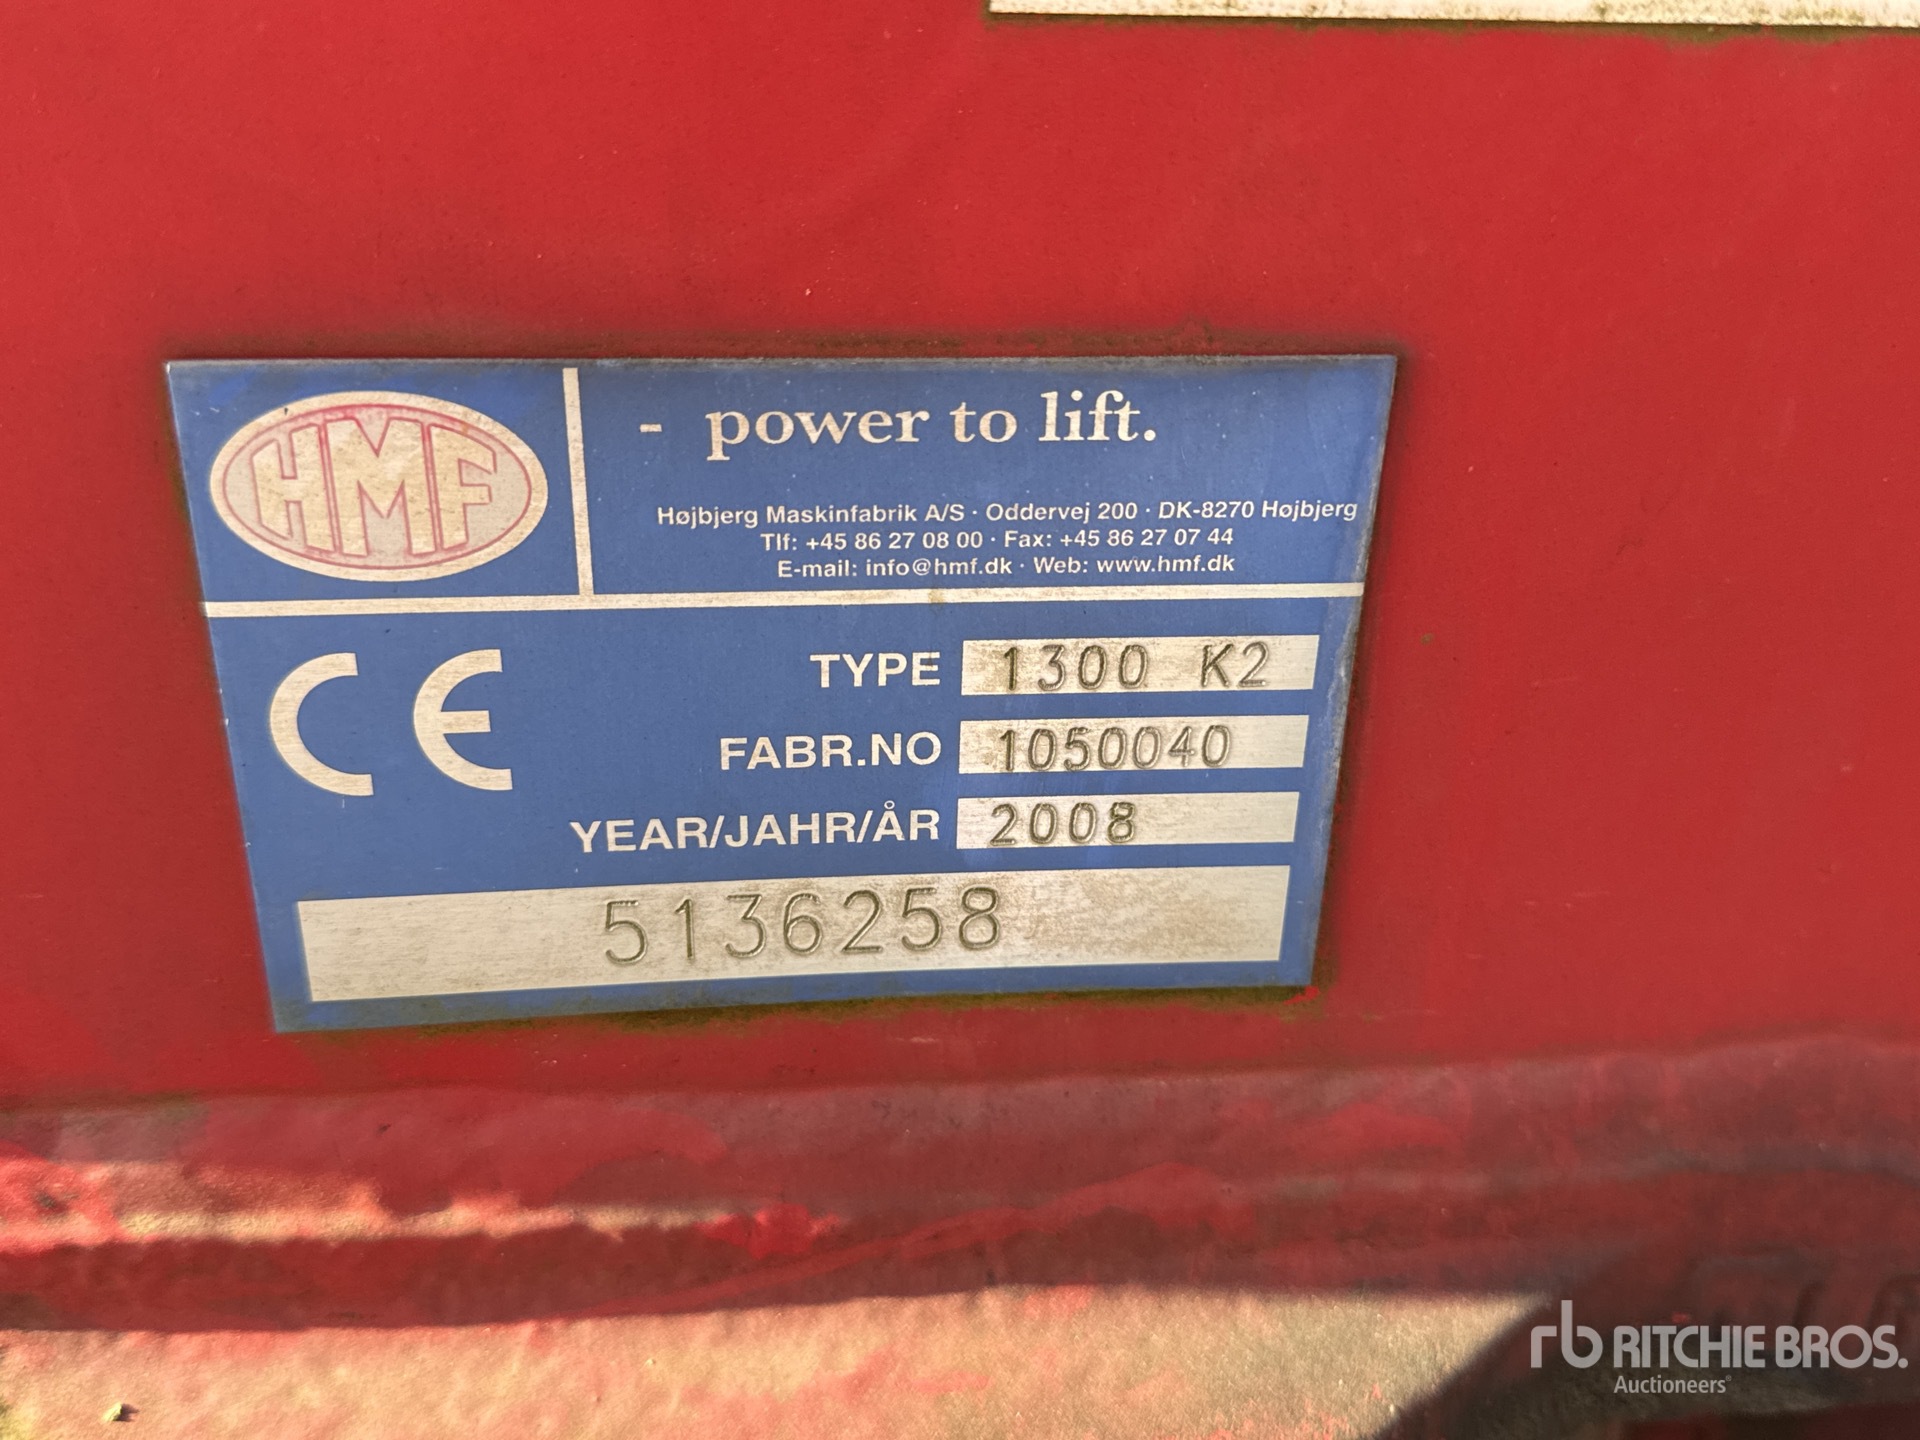 HMF
- power to lift.
Højbjerg Maskinfabrik A/S · Oddervej 200 · DK-8270 Højbjerg
Tlf: +45 86 27 08 00 · Fax: +45 86 27 07 44
E-mail: info@hmf.dk · Web: www.hmf.dk
CE
TYPE 1300 K2
FABR.NO 1050040
YEAR/JAHR/ÅR 2008
5136258
rb RITCHIE BROS.
Auctioneers